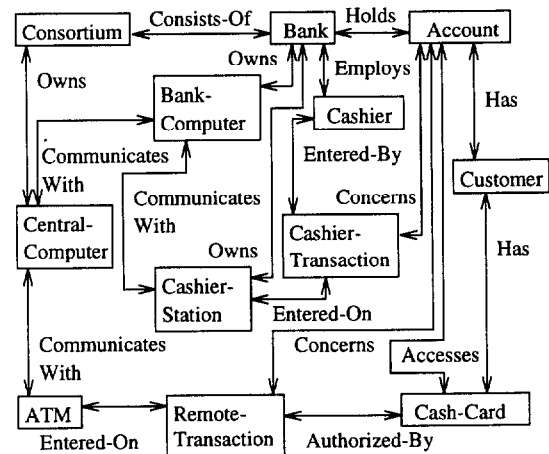 Consortium
Consists-Of
Bank
Holds
Account
Owns
Owns
Employs
Has
Bank-
Computer
Cashier
Communicates
With
Entered-By
Communicates
With
Concerns
Customer
Central-
Computer
Owns
Cashier-
Transaction
Has
Cashier-
Station
Entered-On
Communicates
With
Concerns
Accesses
ATM
Remote-
Transaction
Cash-Card
Entered-On
Authorized-By